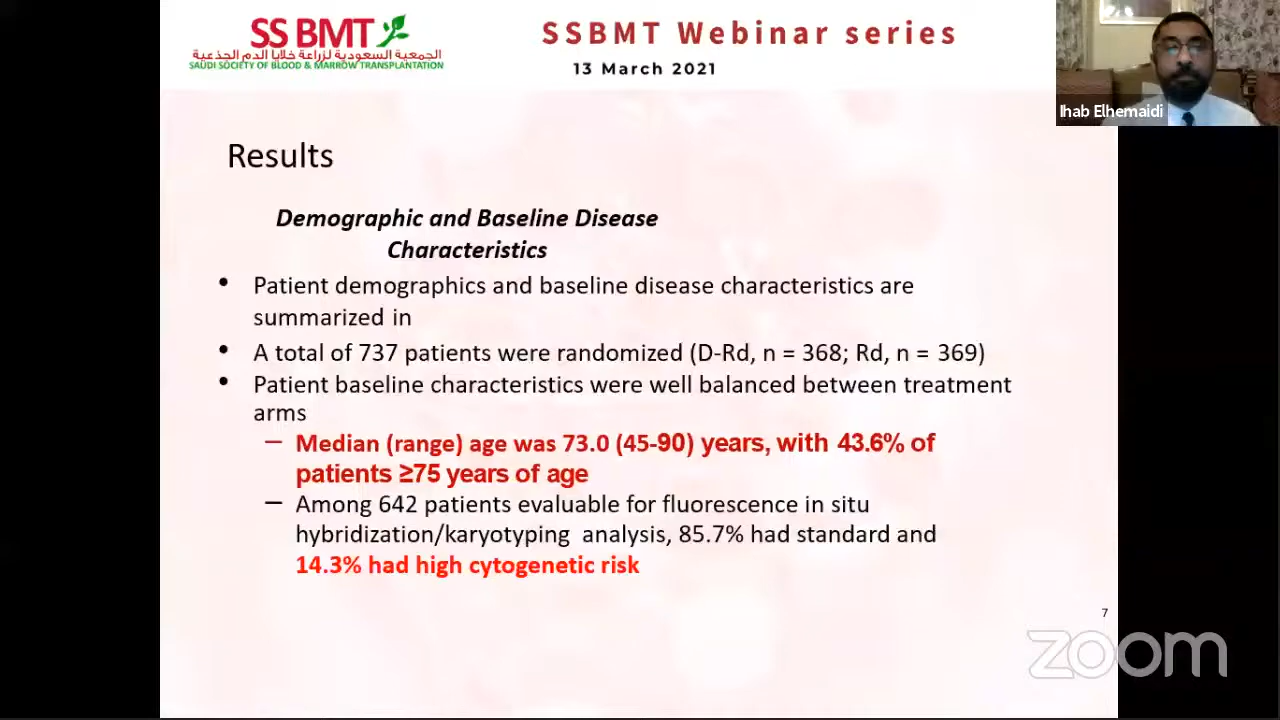 SS BMT
الجمعية السعودية لزراعة خلايا الدم الجذعية
SAUDI SOCIETY OF BLOOD & MARROW TRANSPLANTATION
SSBMT Webinar series
13 March 2021
Ihab Elhemaidi
Results
Demographic and Baseline Disease
Characteristics
• Patient demographics and baseline disease characteristics are
summarized in
• A total of 737 patients were randomized (D-Rd, n = 368; Rd, n = 369)
• Patient baseline characteristics were well balanced between treatment
arms
– Median (range) age was 73.0 (45-90) years, with 43.6% of
patients ≥75 years of age
– Among 642 patients evaluable for fluorescence in situ
hybridization/karyotyping analysis, 85.7% had standard and
14.3% had high cytogenetic risk
7
zoom